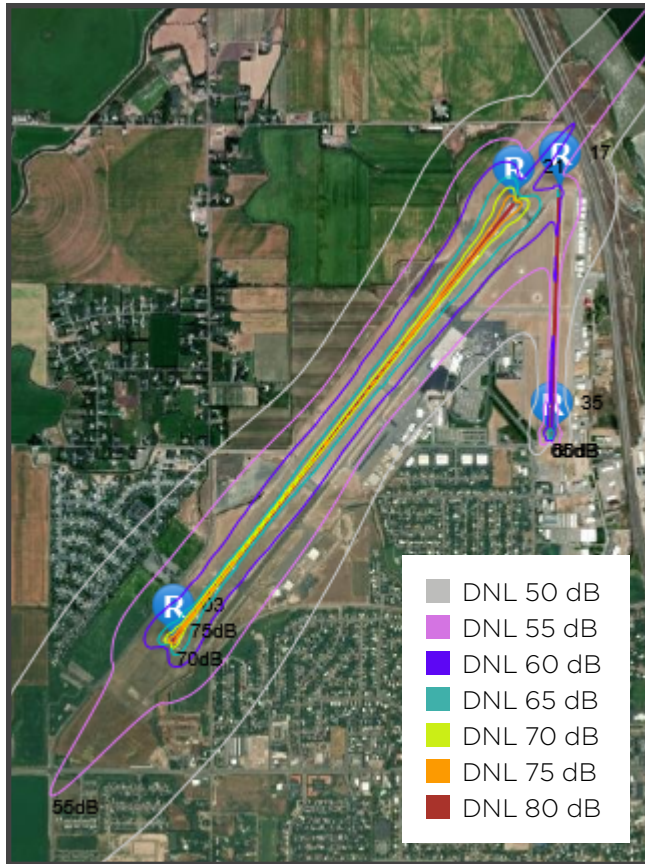 R
R
17
21
R
35
65dB
R
03
75dB
70dB
55dB
DNL 50 dB
DNL 55 dB
DNL 60 dB
DNL 65 dB
DNL 70 dB
DNL 75 dB
DNL 80 dB